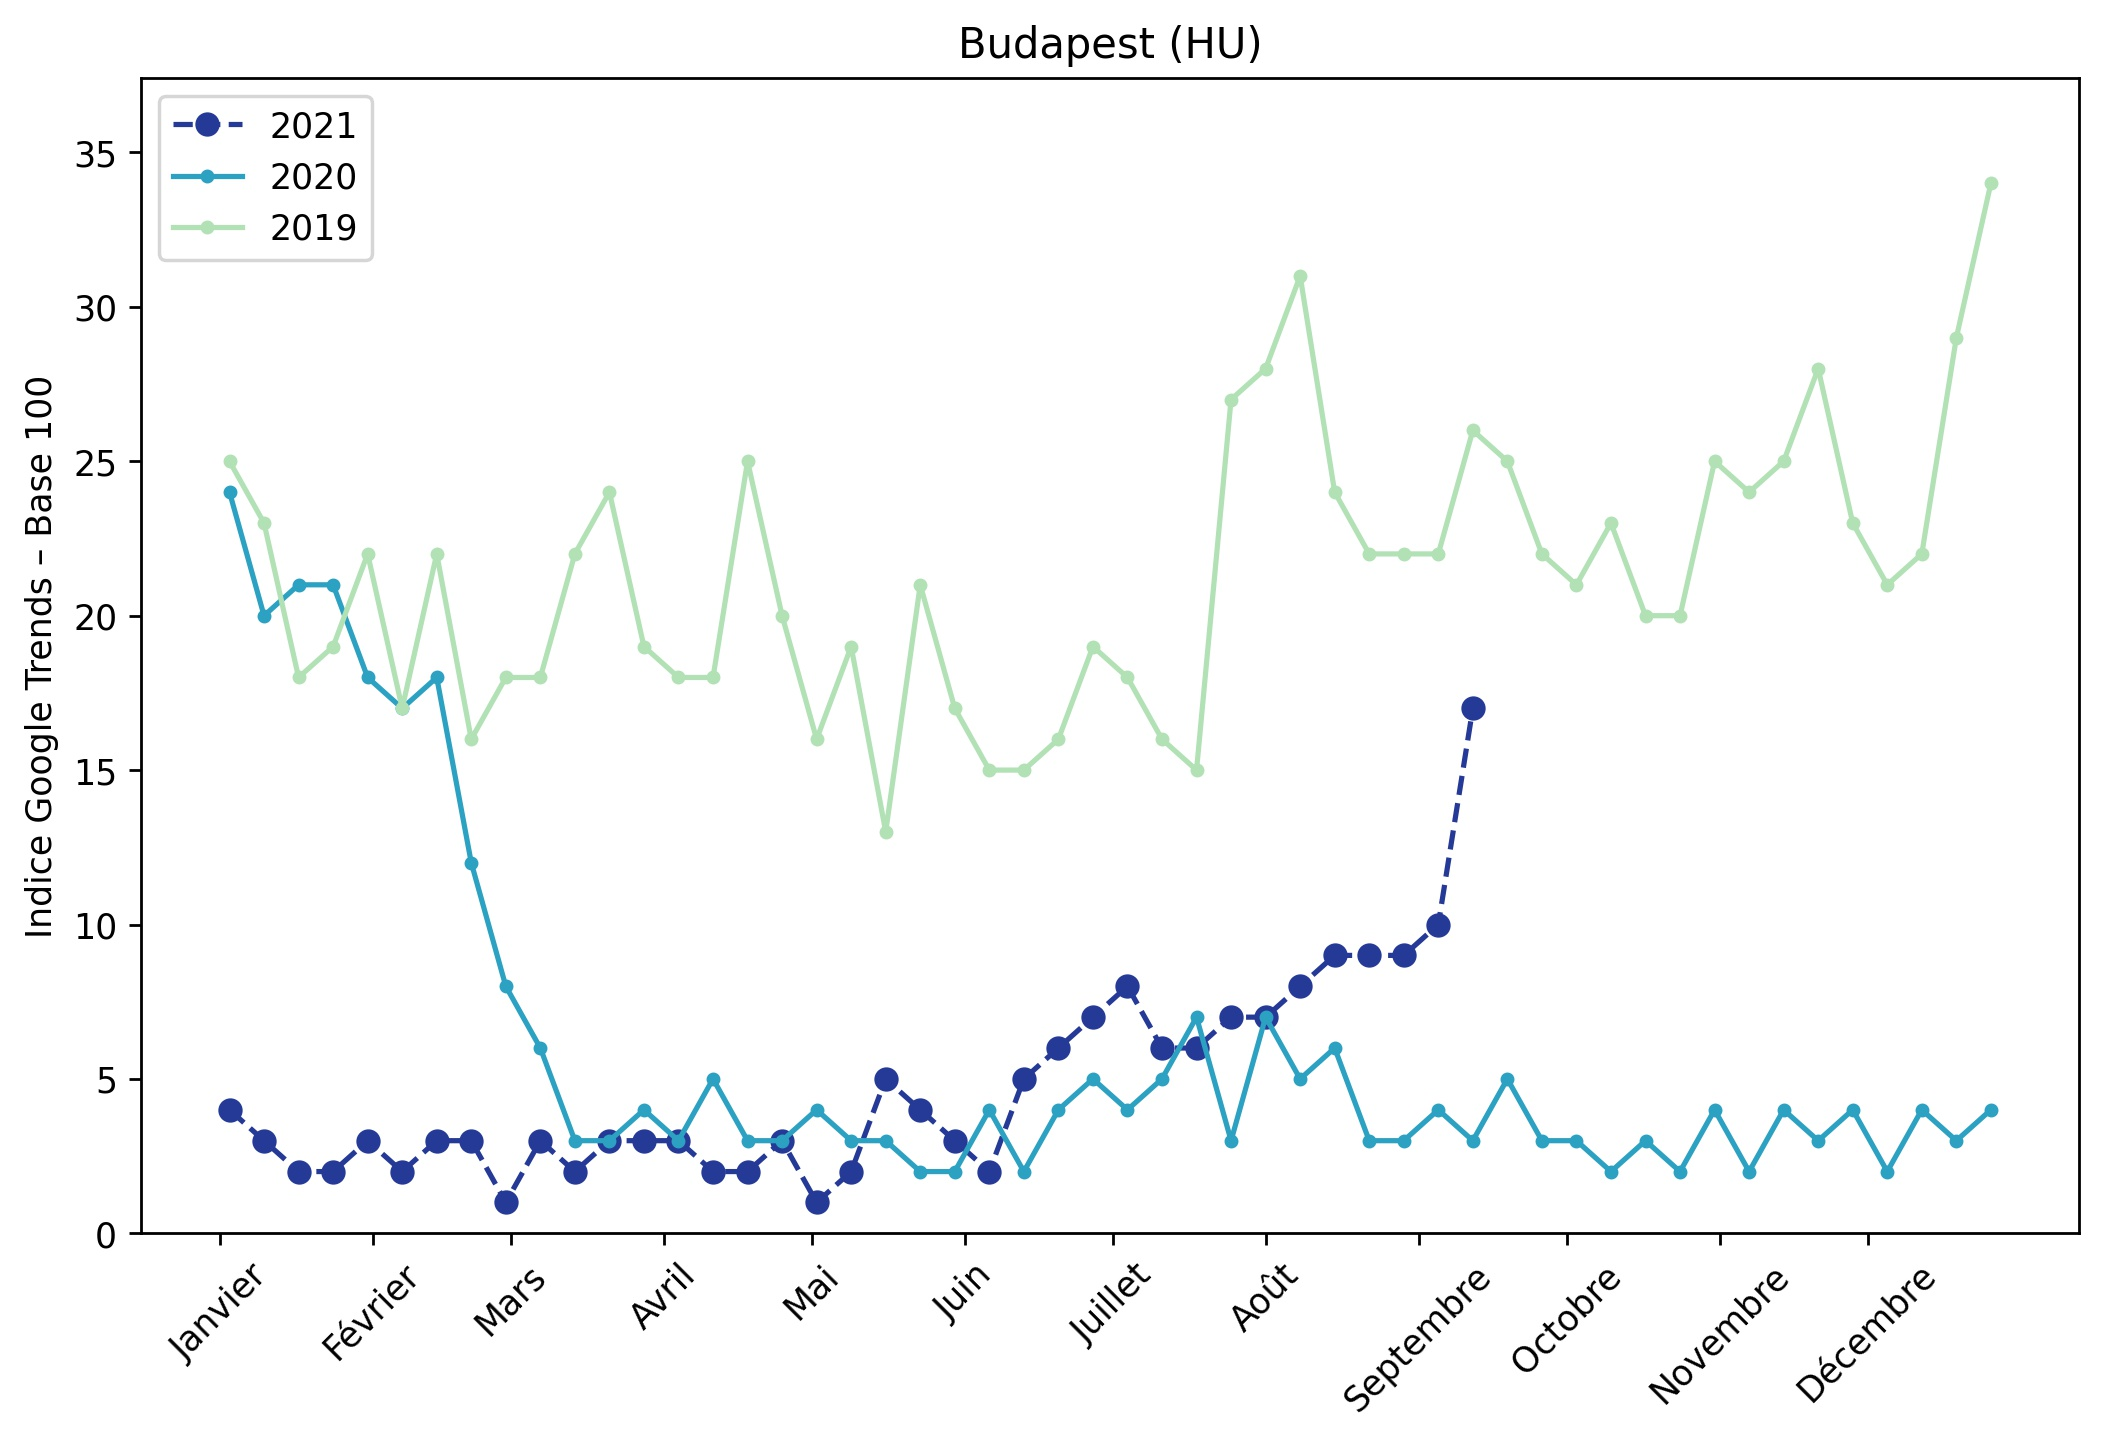 Budapest (HU)
2021
2020
2019
Indice Google Trends – Base 100
35
30
25
20
15
10
5
0
Janvier
Février
Mars
Avril
Mai
Juin
Juillet
Août
Septembre
Octobre
Novembre
Décembre